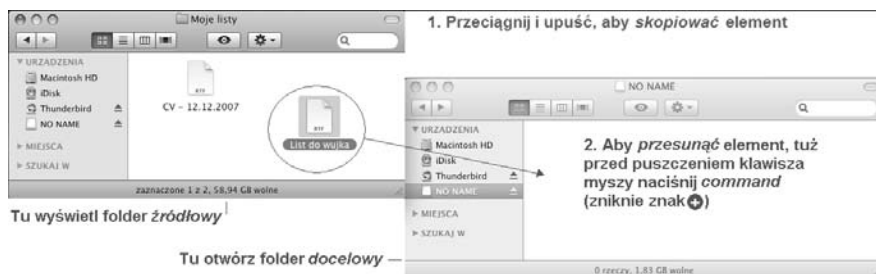 Moje listy
1. Przeciągnij i upuść, aby skopiować element
URZĄDZENIA
Macintosh HD
iDisk
Thunderbird
NO NAME
MIEJSCA
SZUKAJ W
CV – 12.12.2007
RTF
List do wujka
zaznaczone 1 z 2, 58,94 GB wolne
Tu wyświetl folder źródłowy
NO NAME
URZĄDZENIA
Macintosh HD
iDisk
Thunderbird
NO NAME
MIEJSCA
SZUKAJ W
2. Aby przesunąć element, tuż
przed puszczeniem klawisza
myszy naciśnij command
(zniknie znak +)
Tu otwórz folder docelowy
0 rzeczy, 1,83 GB wolne